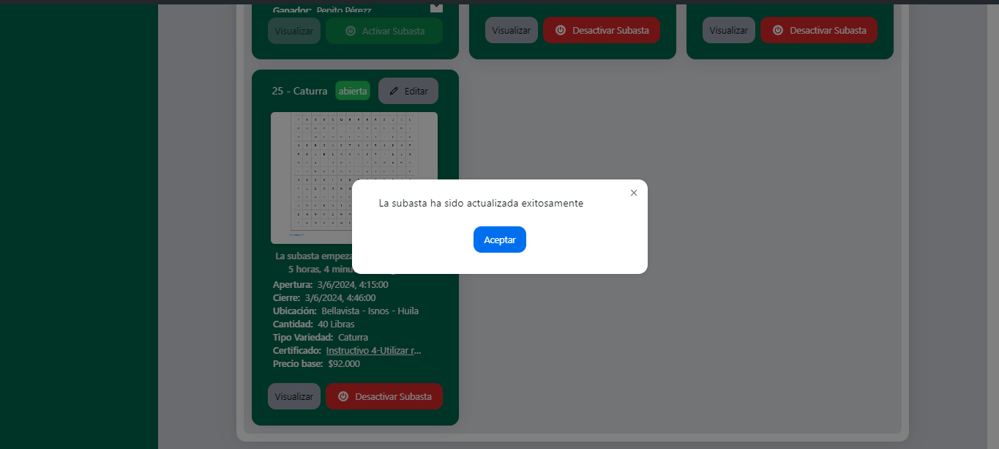 Ganador: Pepito Pérezz
Visualizar
Activar Subasta
Visualizar
Desactivar Subasta
Visualizar
Desactivar Subasta
25 - Caturra
abierta
Editar
La subasta ha sido actualizada exitosamente
Aceptar
La subasta empeza
5 horas, 4 minu
Apertura: 3/6/2024, 4:15:00
Cierre: 3/6/2024, 4:46:00
Ubicación: Bellavista - Isnos - Huila
Cantidad: 40 Libras
Tipo Variedad: Caturra
Certificado: Instructivo 4-Utilizar r...
Precio base: $92.000
Visualizar
Desactivar Subasta